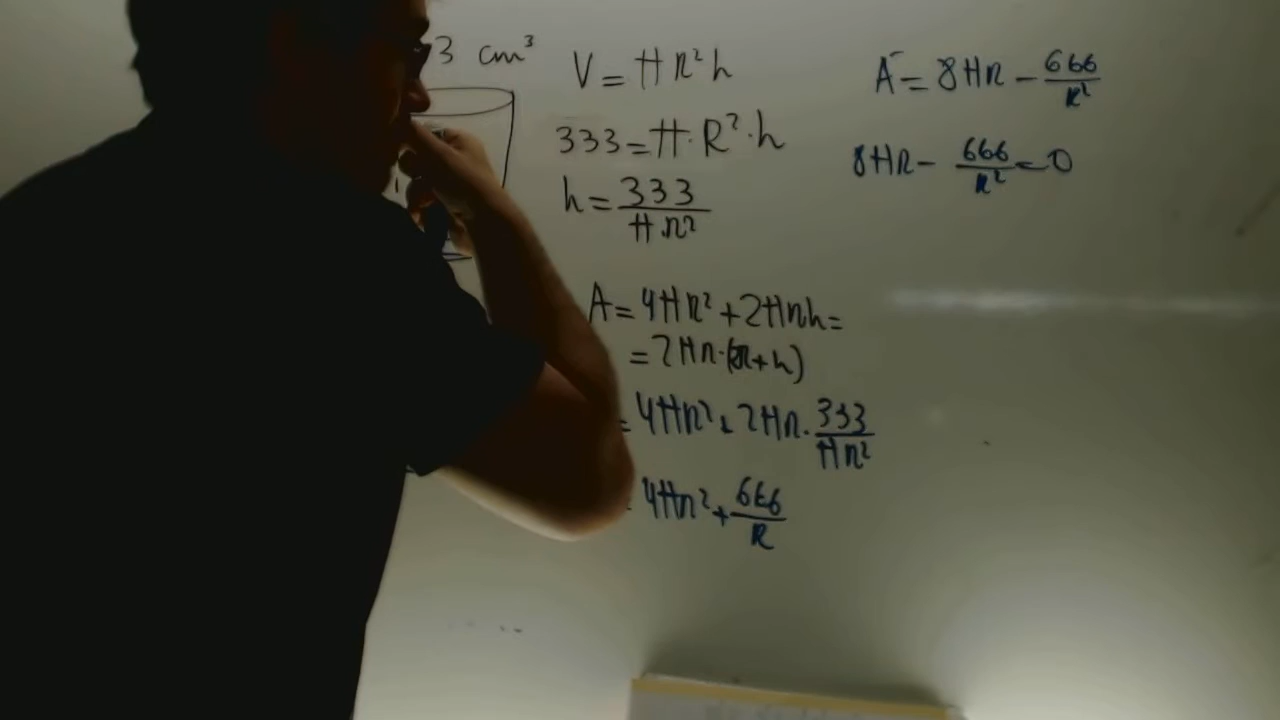 3 cm³
V = π R² h
333 = π · R² · h
h = 333 / π R²
A = 4πR² + 2πRh =
= 2πR·(R+h)
= 4πR² + 2πR · 333 / πR²
4πR² + 666 / R
A' = 8πR − 666 / R²
8πR − 666 / R² = 0